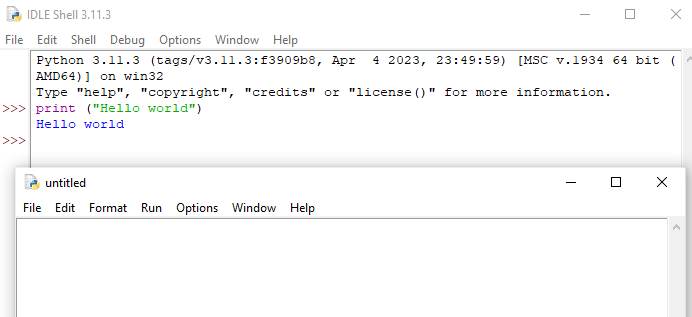 IDLE Shell 3.11.3
File Edit Shell Debug Options Window Help
Python 3.11.3 (tags/v3.11.3:f3909b8, Apr  4 2023, 23:49:59) [MSC v.1934 64 bit (
AMD64)] on win32
Type "help", "copyright", "credits" or "license()" for more information.
>>> print ("Hello world")
Hello world
>>>
untitled
File Edit Format Run Options Window Help